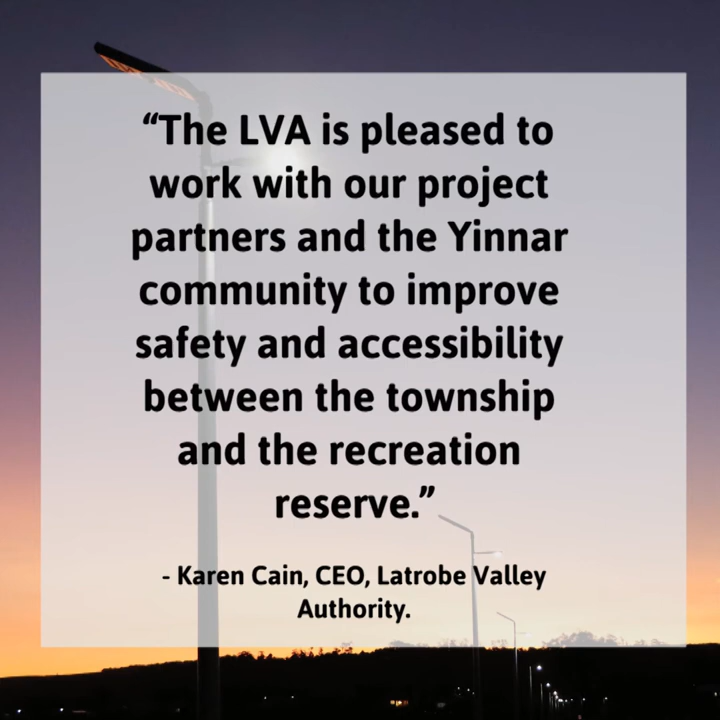 “The LVA is pleased to
work with our project
partners and the Yinnar
community to improve
safety and accessibility
between the township
and the recreation
reserve.”
- Karen Cain, CEO, Latrobe Valley
Authority.